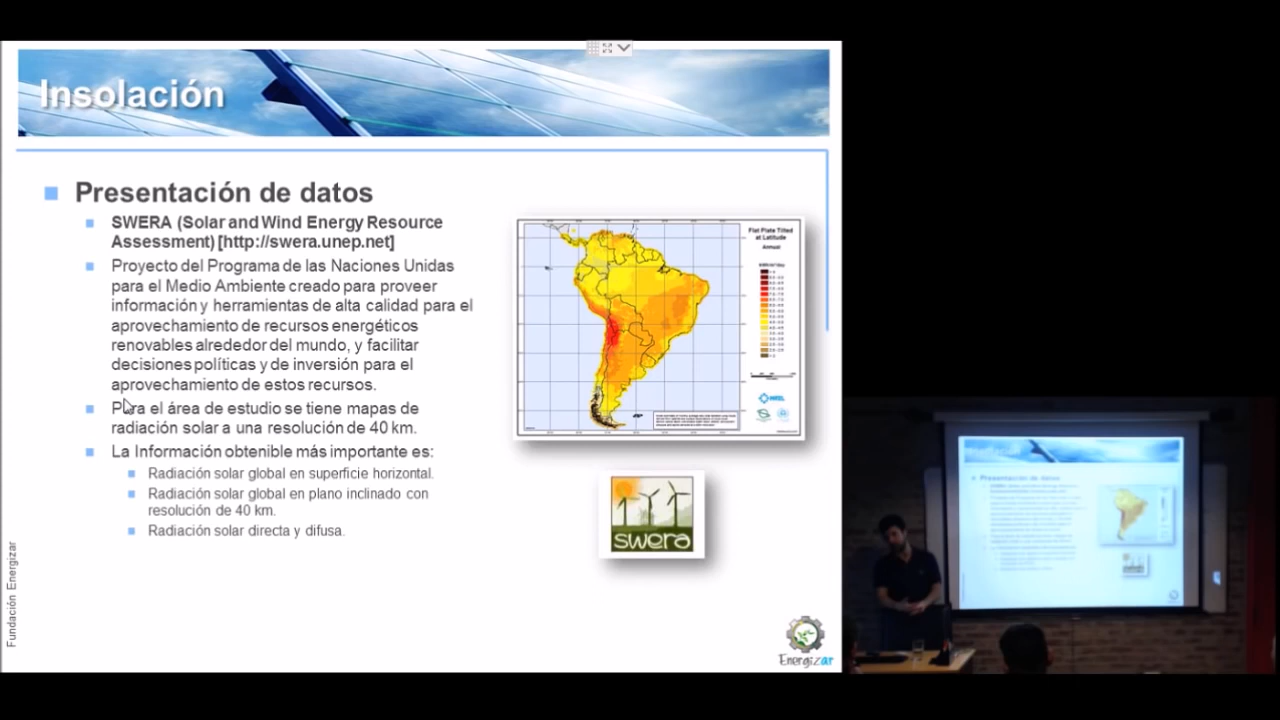 Insolación
Presentación de datos
SWERA (Solar and Wind Energy Resource
Assessment) [http://swera.unep.net]
Proyecto del Programa de las Naciones Unidas
para el Medio Ambiente creado para proveer
información y herramientas de alta calidad para el
aprovechamiento de recursos energéticos
renovables alrededor del mundo, y facilitar
decisiones políticas y de inversión para el
aprovechamiento de estos recursos.
Para el área de estudio se tiene mapas de
radiación solar a una resolución de 40 km.
La Información obtenible más importante es:
Radiación solar global en superficie horizontal.
Radiación solar global en plano inclinado con
resolución de 40 km.
Radiación solar directa y difusa.
Flat Plate Tilted
at Latitude
Annual
NREL
swera
Fundación Energizar
Energizar
Presentación de datos